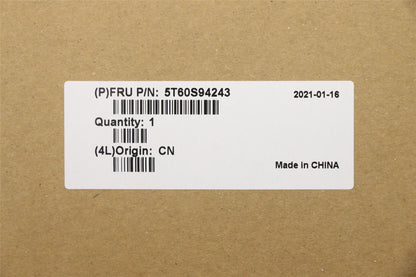 (P)FRU P/N: 5T60S94243
2021-01-16
Quantity: 1
(4L)Origin: CN
Made in CHINA